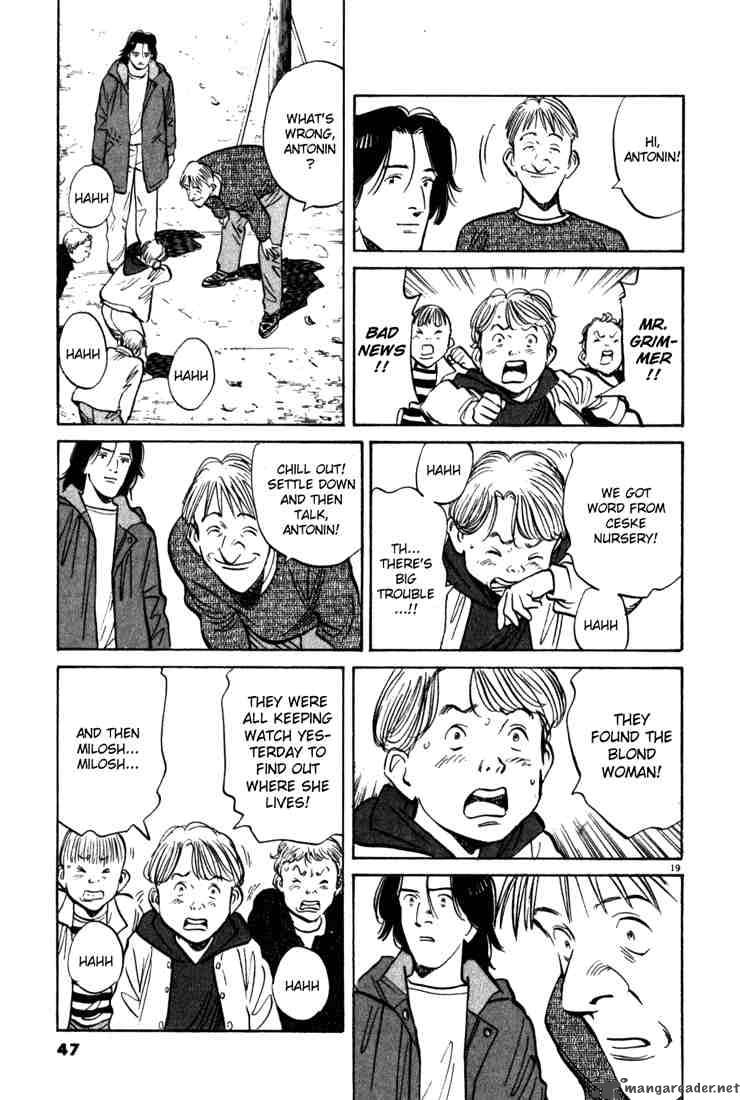 HI,
ANTONIN!
MR.
GRIM-
MER
!!
BAD
NEWS
!!
WHAT'S
WRONG,
ANTONIN
?
HAHH
HAHH
HAHH
WE GOT
WORD FROM
CESKE
NURSERY!
HAHH
TH...
THERE'S
BIG
TROUBLE
...!!
HAHH
CHILL OUT!
SETTLE DOWN
AND THEN
TALK,
ANTONIN!
THEY
FOUND THE
BLOND
WOMAN!
THEY WERE
ALL KEEPING
WATCH YES-
TERDAY TO
FIND OUT
WHERE SHE
LIVES!
AND THEN
MILOSH...
MILOSH...
HAHH
HAHH
19
47
mangareader.net